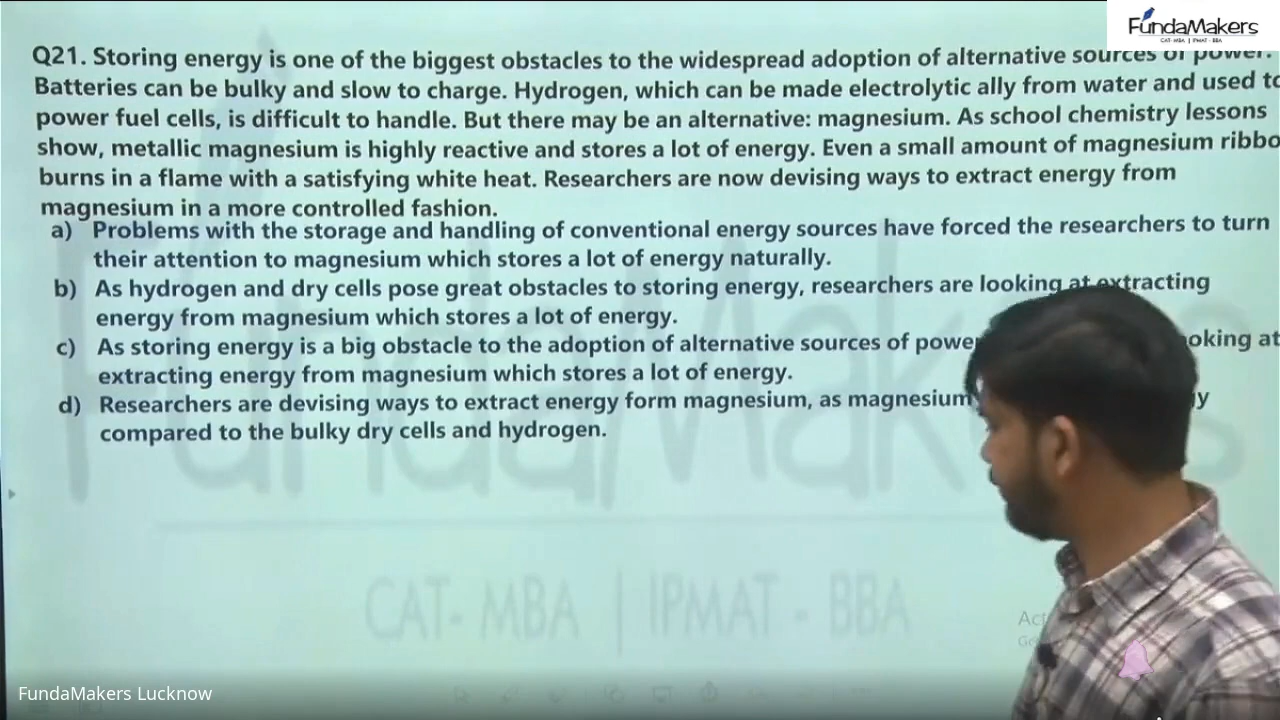 FundaMakers
CAT- MBA | IPMAT - BBA
Q21. Storing energy is one of the biggest obstacles to the widespread adoption of alternative sources of power.
Batteries can be bulky and slow to charge. Hydrogen, which can be made electrolytic ally from water and used to
power fuel cells, is difficult to handle. But there may be an alternative: magnesium. As school chemistry lessons
show, metallic magnesium is highly reactive and stores a lot of energy. Even a small amount of magnesium ribbo
burns in a flame with a satisfying white heat. Researchers are now devising ways to extract energy from
magnesium in a more controlled fashion.
a) Problems with the storage and handling of conventional energy sources have forced the researchers to turn
their attention to magnesium which stores a lot of energy naturally.
b) As hydrogen and dry cells pose great obstacles to storing energy, researchers are looking at extracting
energy from magnesium which stores a lot of energy.
c) As storing energy is a big obstacle to the adoption of alternative sources of power oking at
extracting energy from magnesium which stores a lot of energy.
d) Researchers are devising ways to extract energy form magnesium, as magnesium
compared to the bulky dry cells and hydrogen.
FundaMakers
CAT- MBA | IPMAT - BBA
FundaMakers Lucknow